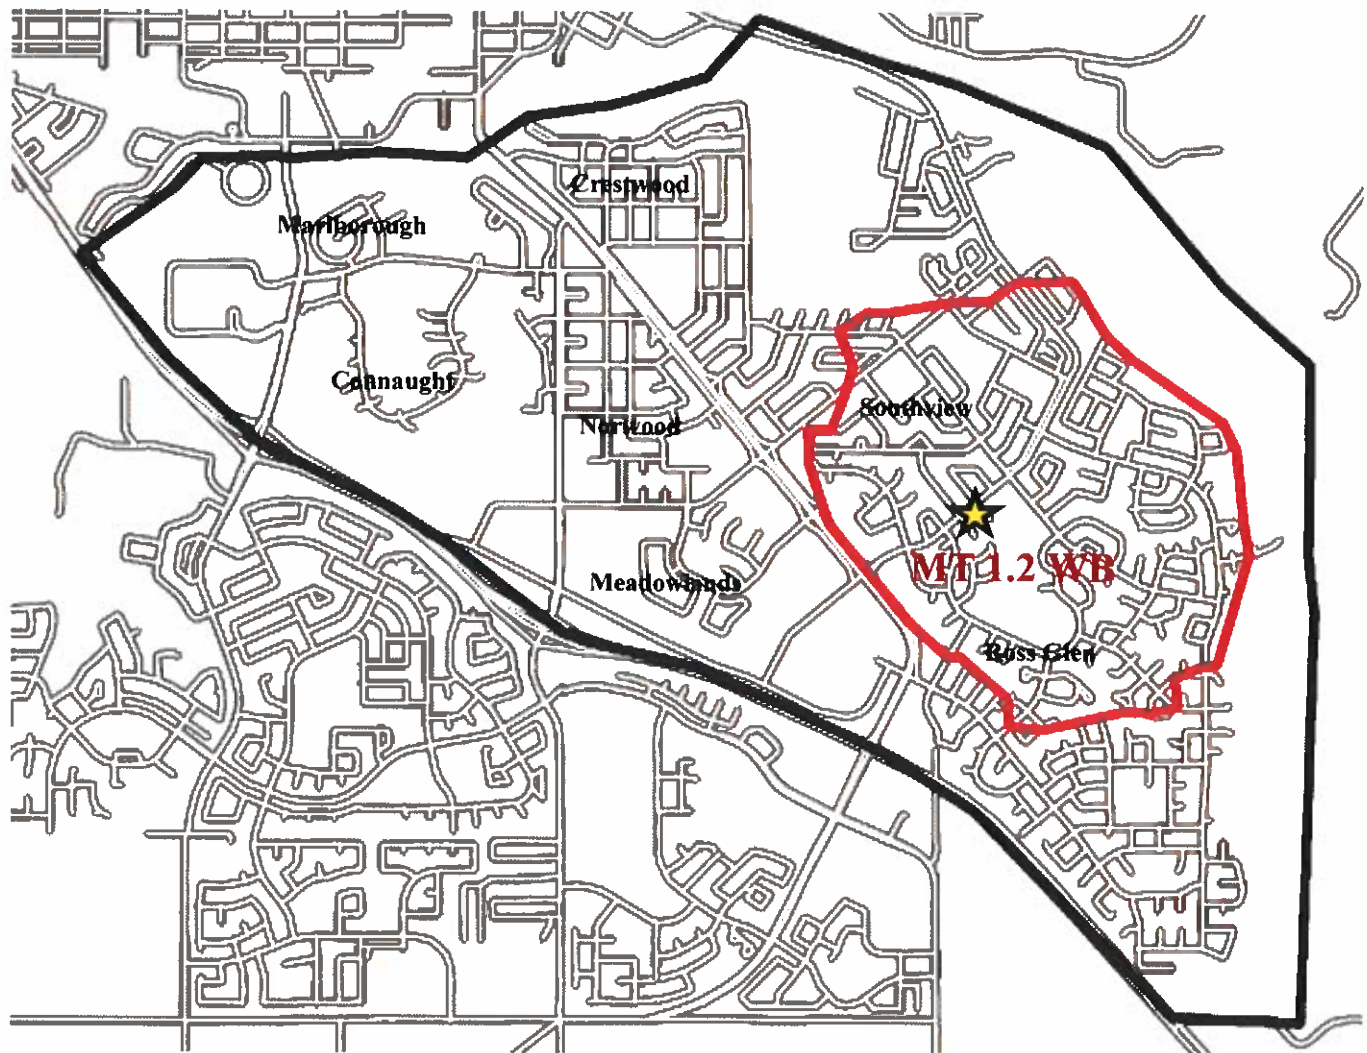 Crestwood
Marlborough
Connaught
Southview
Norwood
MT 1.2 WB
Meadowlands
Ross Glen